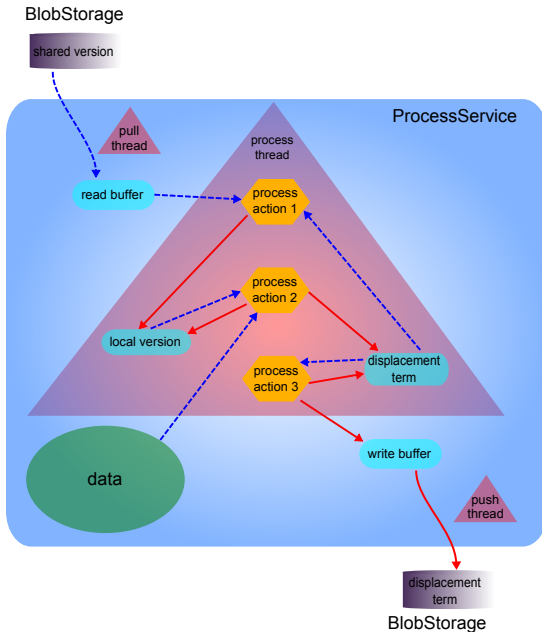 BlobStorage
shared version
ProcessService
pull
thread
process
thread
read buffer
process
action 1
process
action 2
local version
displacement
term
process
action 3
write buffer
data
push
thread
displacement
term
BlobStorage